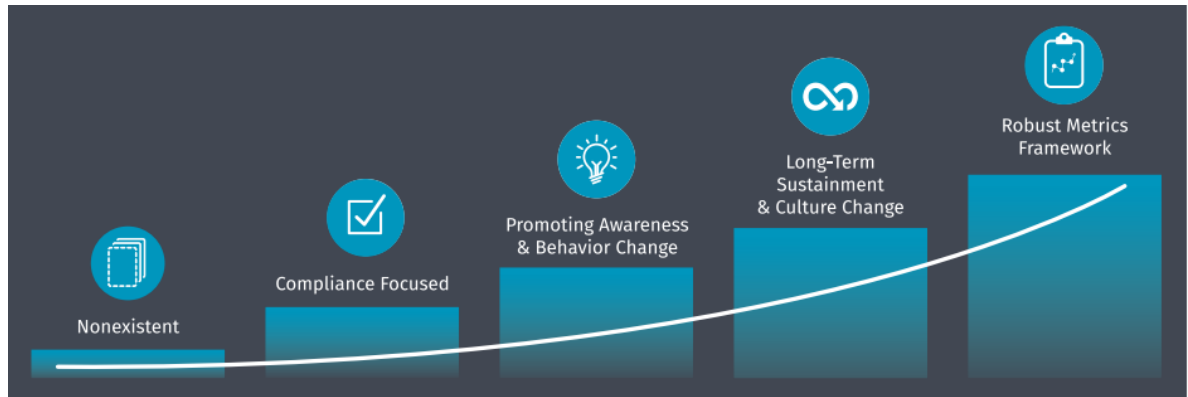 Nonexistent
Compliance Focused
Promoting Awareness
& Behavior Change
Long-Term
Sustainment
& Culture Change
Robust Metrics
Framework